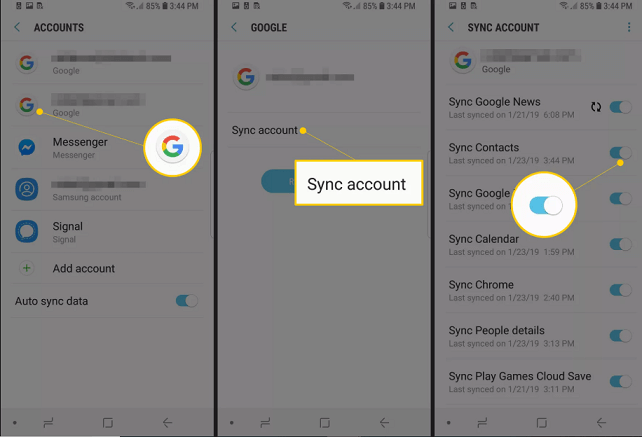 85% 3:44 PM
ACCOUNTS
Google
Google
Messenger
Messenger
Samsung account
Signal
Signal
Add account
Auto sync data
85% 3:44 PM
GOOGLE
Sync account
Sync account
85% 3:44 PM
SYNC ACCOUNT
Google
Sync Google News
Last synced on 1/21/19 6:08 PM
Sync Contacts
Last synced on 1/23/19 3:44 PM
Sync Google
Last synced on
Sync Calendar
Last synced on 1/23/19 1:59 PM
Sync Chrome
Last synced on 1/23/19 2:40 PM
Sync People details
Last synced on 1/23/19 3:13 PM
Sync Play Games Cloud Save
Last synced on 1/21/19 3:11 PM